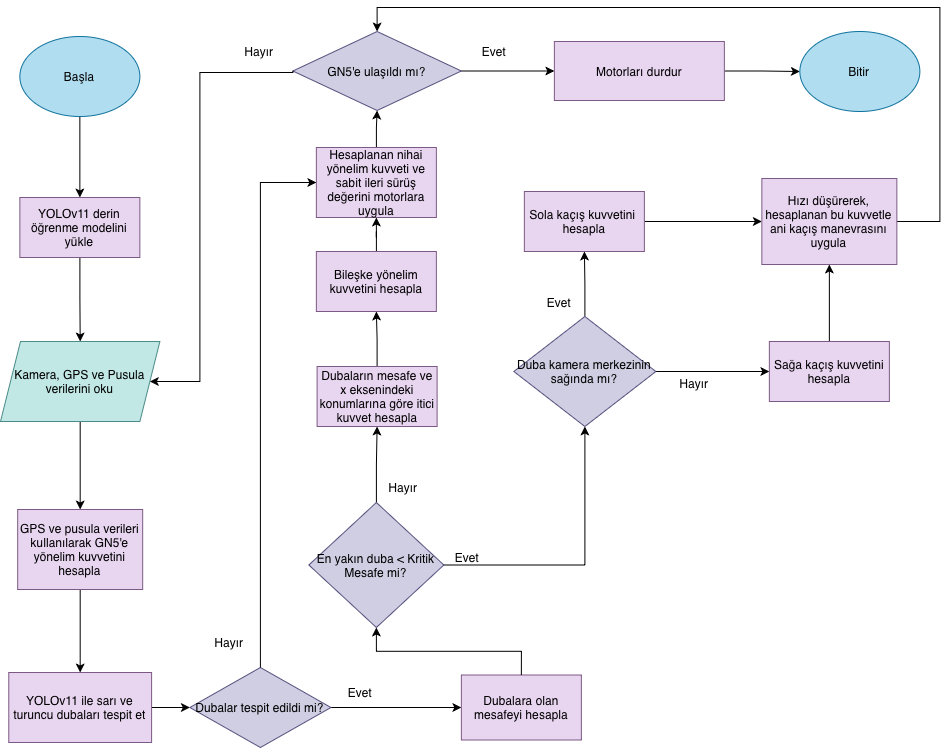 Başla
YOLOv11 derin
öğrenme modelini
yükle
Kamera, GPS ve Pusula
verilerini oku
GPS ve pusula verileri
kullanılarak GN5'e
yönelim kuvvetini
hesapla
YOLOv11 ile sarı ve
turuncu dubaları tespit et
Dubalar tespit edildi mi?
Hayır
Evet
Dubalara olan
mesafeyi hesapla
En yakın duba < Kritik
Mesafe mi?
Hayır
Evet
Dubaların mesafe ve
x eksenindeki
konumlarına göre itici
kuvvet hesapla
Bileşke yönelim
kuvvetini hesapla
Hesaplanan nihai
yönelim kuvveti ve
sabit ileri sürüş
değerini motorlara
uygula
Duba kamera merkezinin
sağında mı?
Evet
Hayır
Sola kaçış kuvvetini
hesapla
Sağa kaçış kuvvetini
hesapla
Hızı düşürerek,
hesaplanan bu kuvvetle
ani kaçış manevrasını
uygula
GN5'e ulaşıldı mı?
Hayır
Evet
Motorları durdur
Bitir